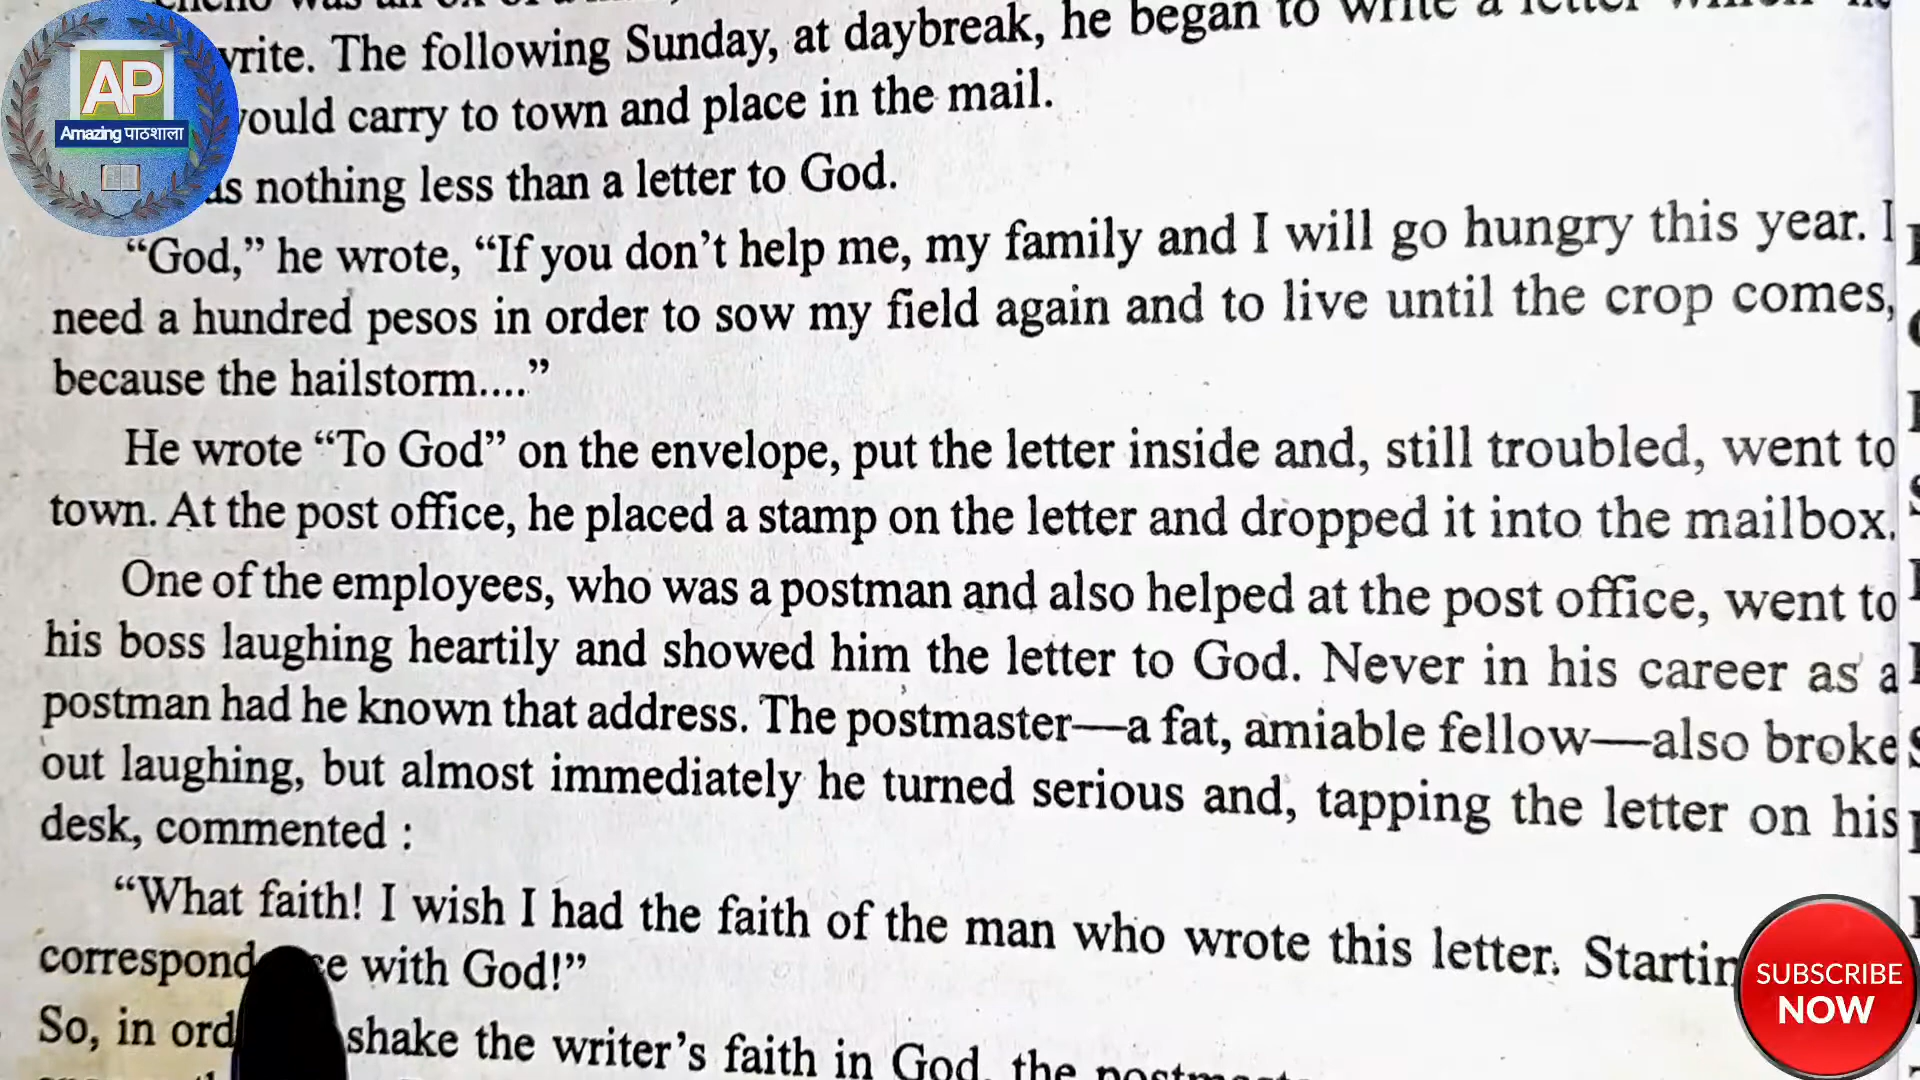 write. The following Sunday, at daybreak, he began to write a letter which he
would carry to town and place in the mail.
AP
Amazing पाठशाला
nothing less than a letter to God.
“God,” he wrote, “If you don’t help me, my family and I will go hungry this year. I
need a hundred pesos in order to sow my field again and to live until the crop comes,
because the hailstorm....”
He wrote “To God” on the envelope, put the letter inside and, still troubled, went to
town. At the post office, he placed a stamp on the letter and dropped it into the mailbox.
One of the employees, who was a postman and also helped at the post office, went to
his boss laughing heartily and showed him the letter to God. Never in his career as a
postman had he known that address. The postmaster—a fat, amiable fellow—also broke
out laughing, but almost immediately he turned serious and, tapping the letter on his
desk, commented :
“What faith! I wish I had the faith of the man who wrote this letter. Startin
correspondence with God!”
So, in shake the writer’s faith in God, the
SUBSCRIBE
NOW